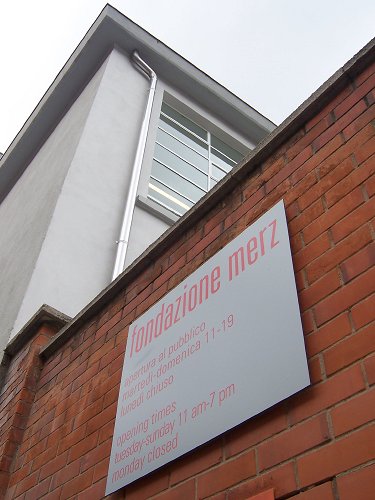 fondazione merz
apertura al pubblico
martedì-domenica 11-19
lunedì chiuso
opening times
tuesday-sunday 11 am-7 pm
monday closed